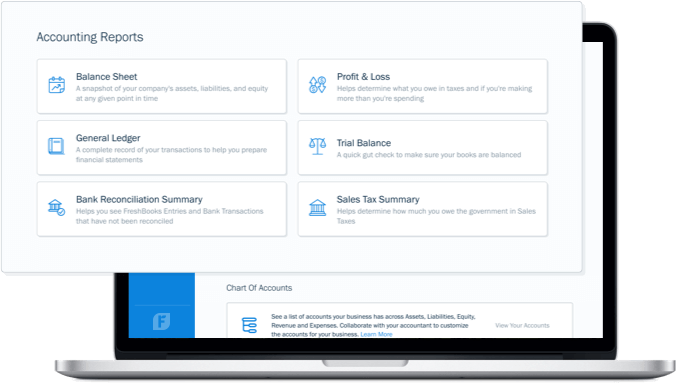 Accounting Reports
Balance Sheet
A snapshot of your company's assets, liabilities, and equity
at any given point in time
Profit & Loss
Helps determine what you owe in taxes and if you're making
more than you're spending
General Ledger
A complete record of your transactions to help you prepare
financial statements
Trial Balance
A quick gut check to make sure your books are balanced
Bank Reconciliation Summary
Helps you see FreshBooks Entries and Bank Transactions
that have not been reconciled
Sales Tax Summary
Helps determine how much you owe the government in Sales
Taxes
Chart Of Accounts
See a list of accounts your business has across Assets, Liabilities, Equity,
Revenue and Expenses. Collaborate with your accountant to customize
the accounts for your business. Learn More
View Your Accounts
F